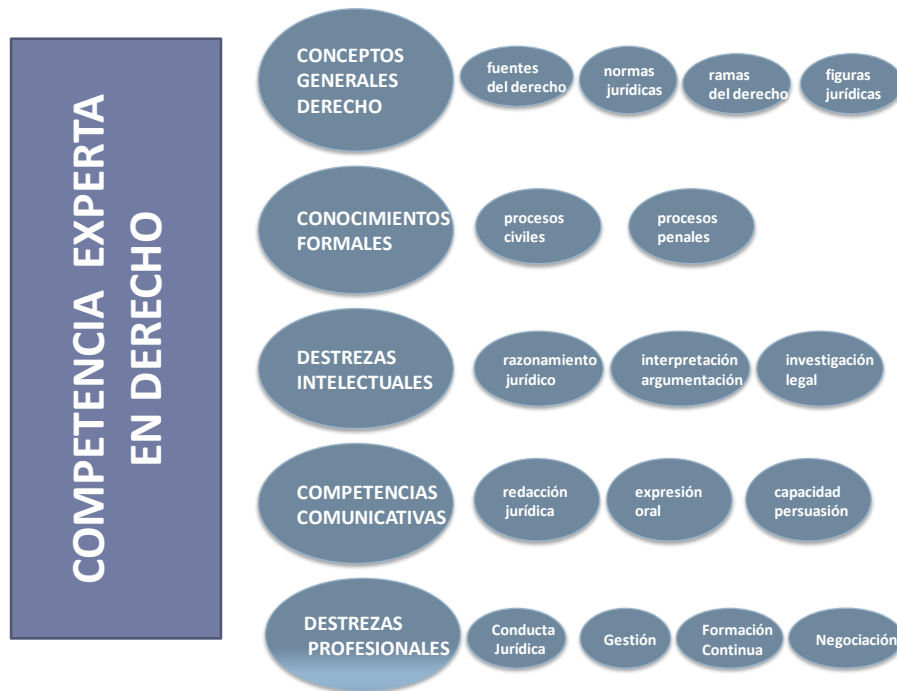 COMPETENCIA EXPERTA
EN DERECHO
CONCEPTOS
GENERALES
DERECHO
fuentes
del derecho
normas
jurídicas
ramas
del derecho
figuras
jurídicas
CONOCIMIENTOS
FORMALES
procesos
civiles
procesos
penales
DESTREZAS
INTELECTUALES
razonamiento
jurídico
interpretación
argumentación
investigación
legal
COMPETENCIAS
COMUNICATIVAS
redacción
jurídica
expresión
oral
capacidad
persuasión
DESTREZAS
PROFESIONALES
Conducta
Jurídica
Gestión
Formación
Continua
Negociación